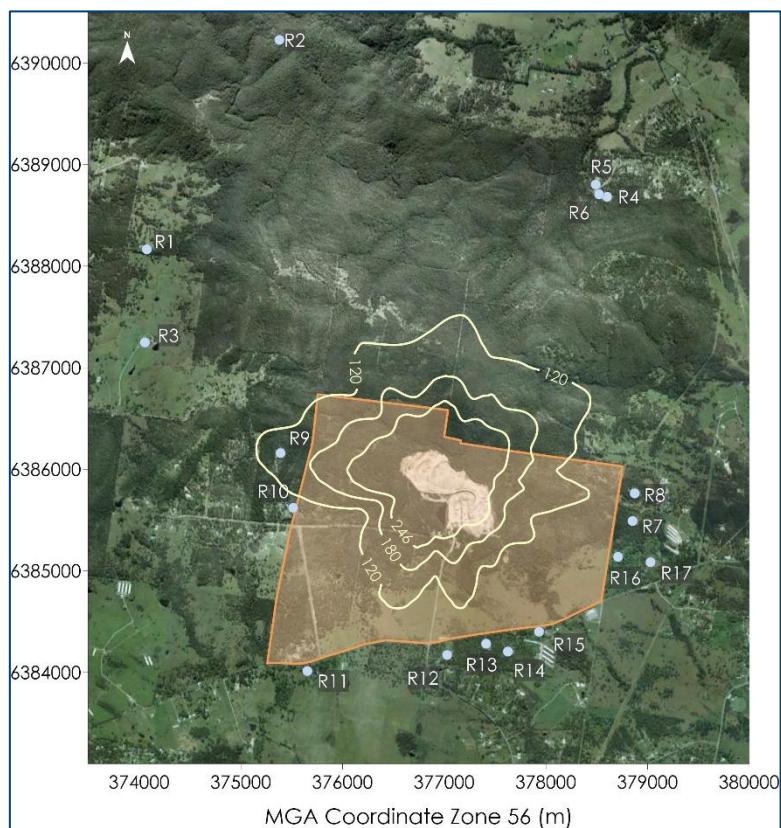 N
R2
6390000
6389000
R5
R6
R4
R1
6388000
R3
6387000
120
120
R9
6386000
R10
R8
R7
246
180
120
R16
R17
6385000
R15
R13
R14
R12
R11
6384000
374000 375000 376000 377000 378000 379000 380000
MGA Coordinate Zone 56 (m)